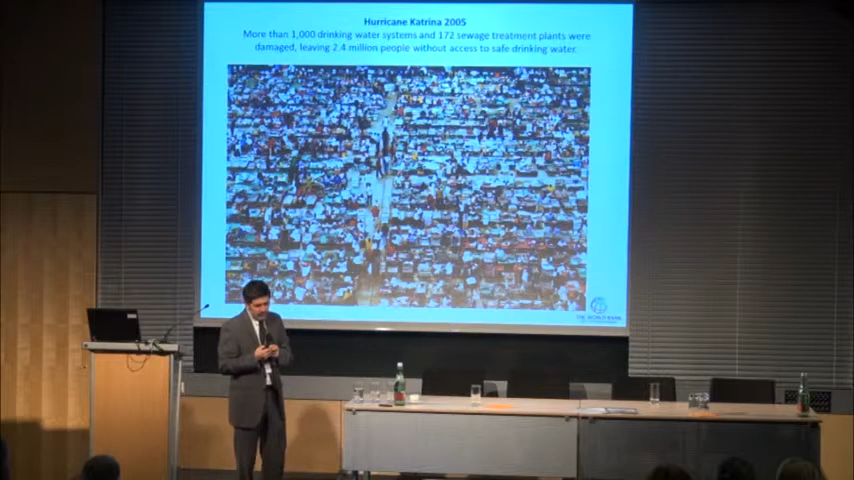 Hurricane Katrina 2005
More than 1,000 drinking water systems and 172 sewage treatment plants were
damaged, leaving 2.4 million people without access to safe drinking water.
THE WORLD BANK